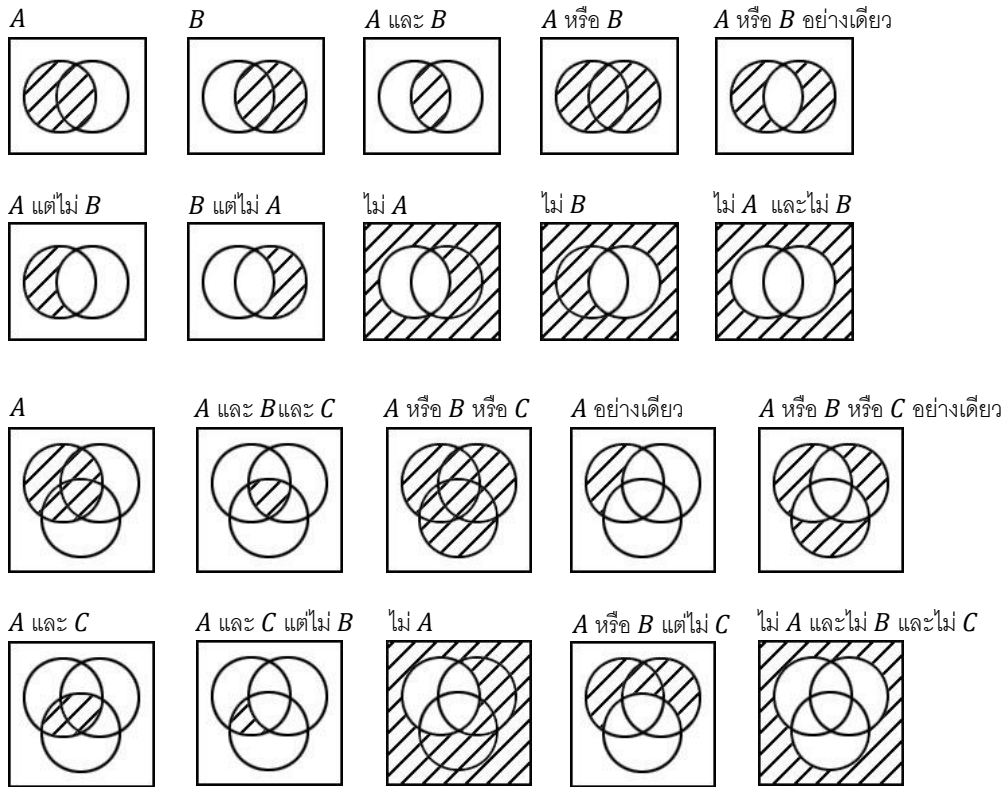 A B A และ B A หรือ B A หรือ B อย่างเดียว
A แต่ไม่ B B แต่ไม่ A ไม่ A ไม่ B ไม่ A และไม่ B
A A และ B และ C A หรือ B หรือ C A อย่างเดียว A หรือ B หรือ C อย่างเดียว
A และ C A และ C แต่ไม่ B ไม่ A A หรือ B แต่ไม่ C ไม่ A และไม่ B และไม่ C